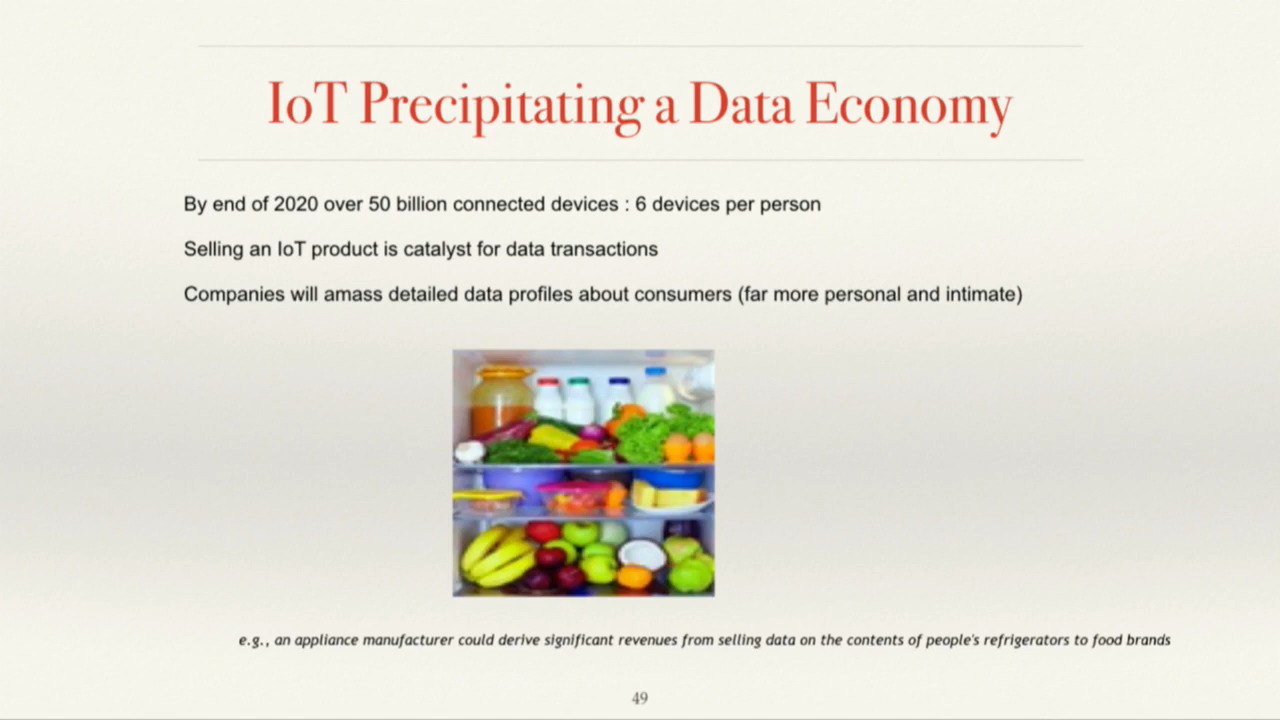 IoT Precipitating a Data Economy
By end of 2020 over 50 billion connected devices : 6 devices per person
Selling an IoT product is catalyst for data transactions
Companies will amass detailed data profiles about consumers (far more personal and intimate)
e.g., an appliance manufacturer could derive significant revenues from selling data on the contents of people's refrigerators to food brands
49